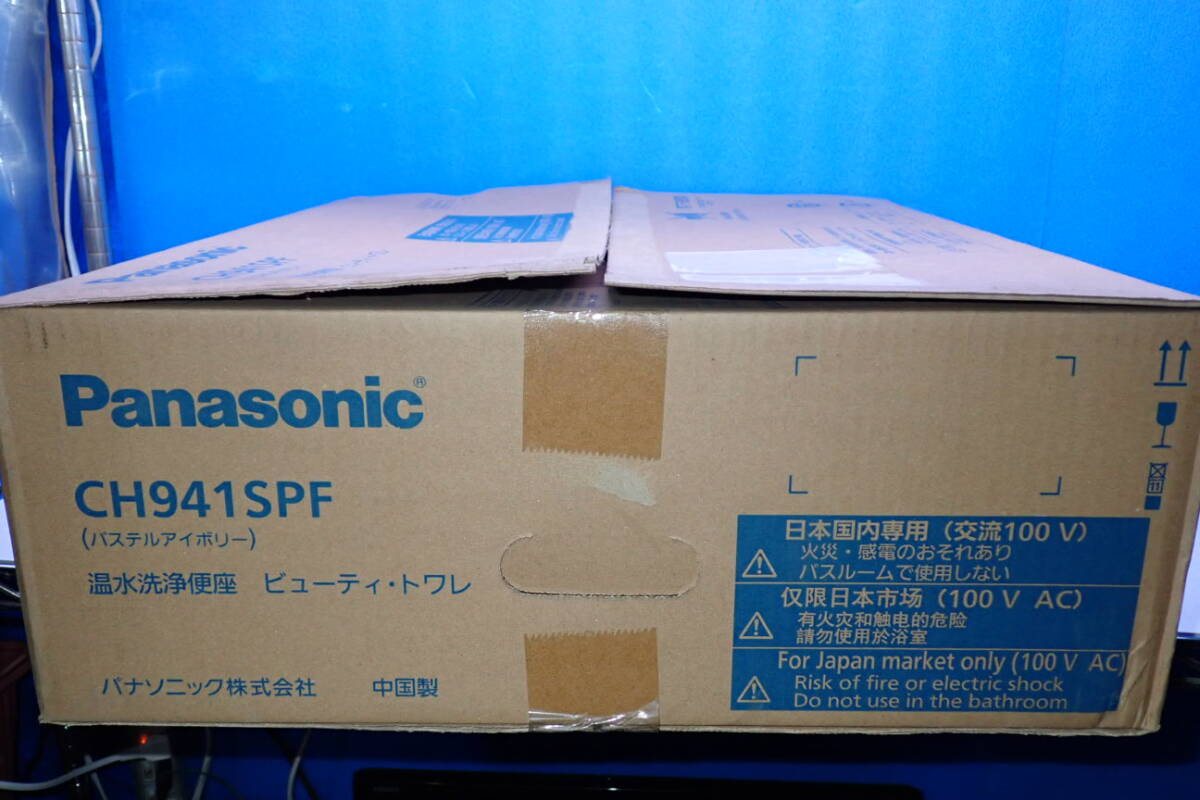 Panasonic
Panasonic®
CH941SPF
(パステルアイボリー)
温水洗浄便座 ビューティ・トワレ
パナソニック株式会社 中国製
日本国内専用(交流100 V)
火災・感電のおそれあり
バスルームで使用しない
仅限日本市场(100 V AC)
有火灾和触电的危险
請勿使用於浴室
For Japan market only (100 V AC)
Risk of fire or electric shock
Do not use in the bathroom